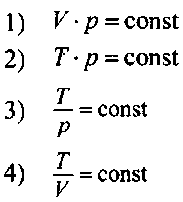 1) V · p = const
2) T · p = const
3) T/p = const
4) T/V = const